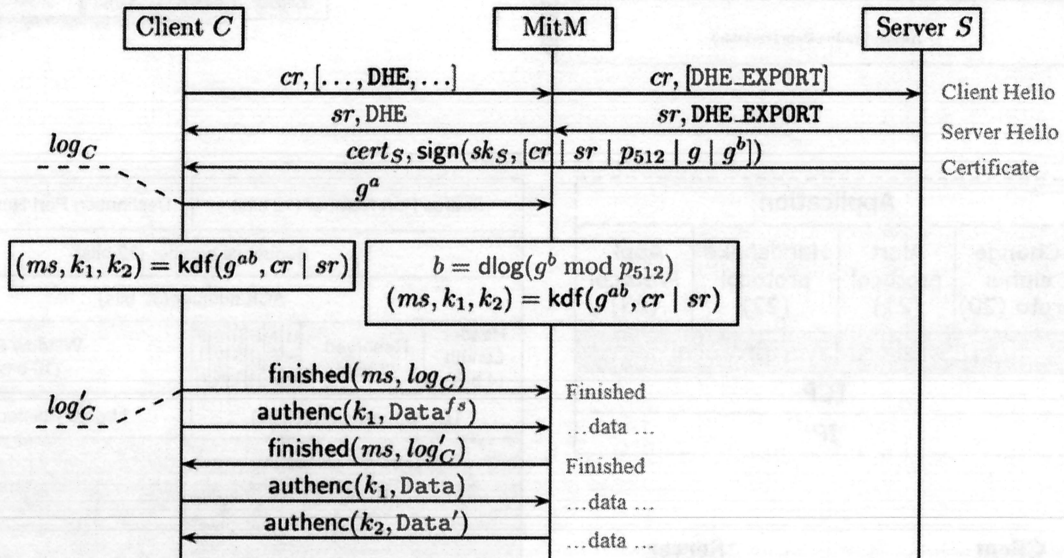 Client C MitM Server S
cr, [..., DHE, ...] cr, [DHE_EXPORT] Client Hello
sr, DHE sr, DHE_EXPORT Server Hello
log_C cert_S, sign(sk_S, [cr | sr | p_512 | g | g^b]) Certificate
g^a
(ms, k_1, k_2) = kdf(g^{ab}, cr | sr) b = dlog(g^b mod p_512)
(ms, k_1, k_2) = kdf(g^{ab}, cr | sr)
finished(ms, log_C) Finished
log'_C authenc(k_1, Data^{fs}) ...data ...
finished(ms, log'_C) Finished
authenc(k_1, Data) ...data ...
authenc(k_2, Data') ...data ...